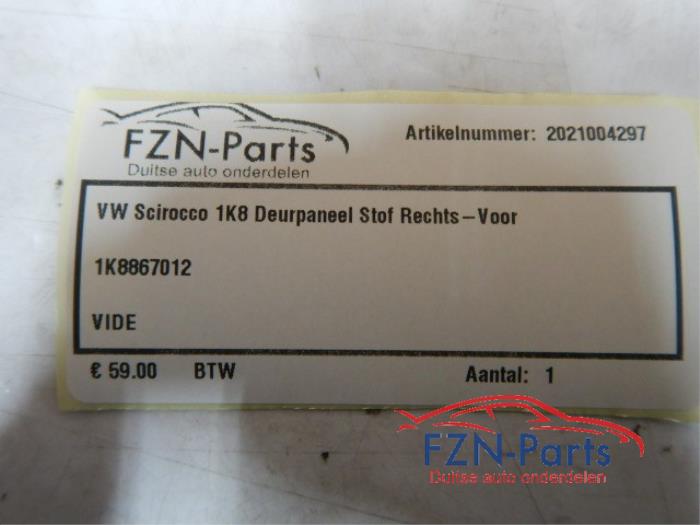 FZN-Parts
Duitse auto onderdelen
Artikelnummer: 2021004297
VW Scirocco 1K8 Deurpaneel Stof Rechts-Voor
1K8867012
VIDE
€ 59.00 BTW Aantal: 1
FZN-Parts
Duitse auto onderdelen